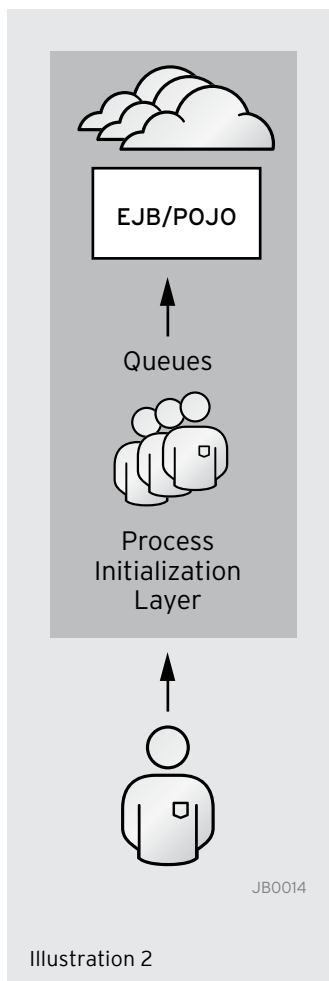 EJB/POJO
Queues
Process
Initialization
Layer
JB0014
Illustration 2